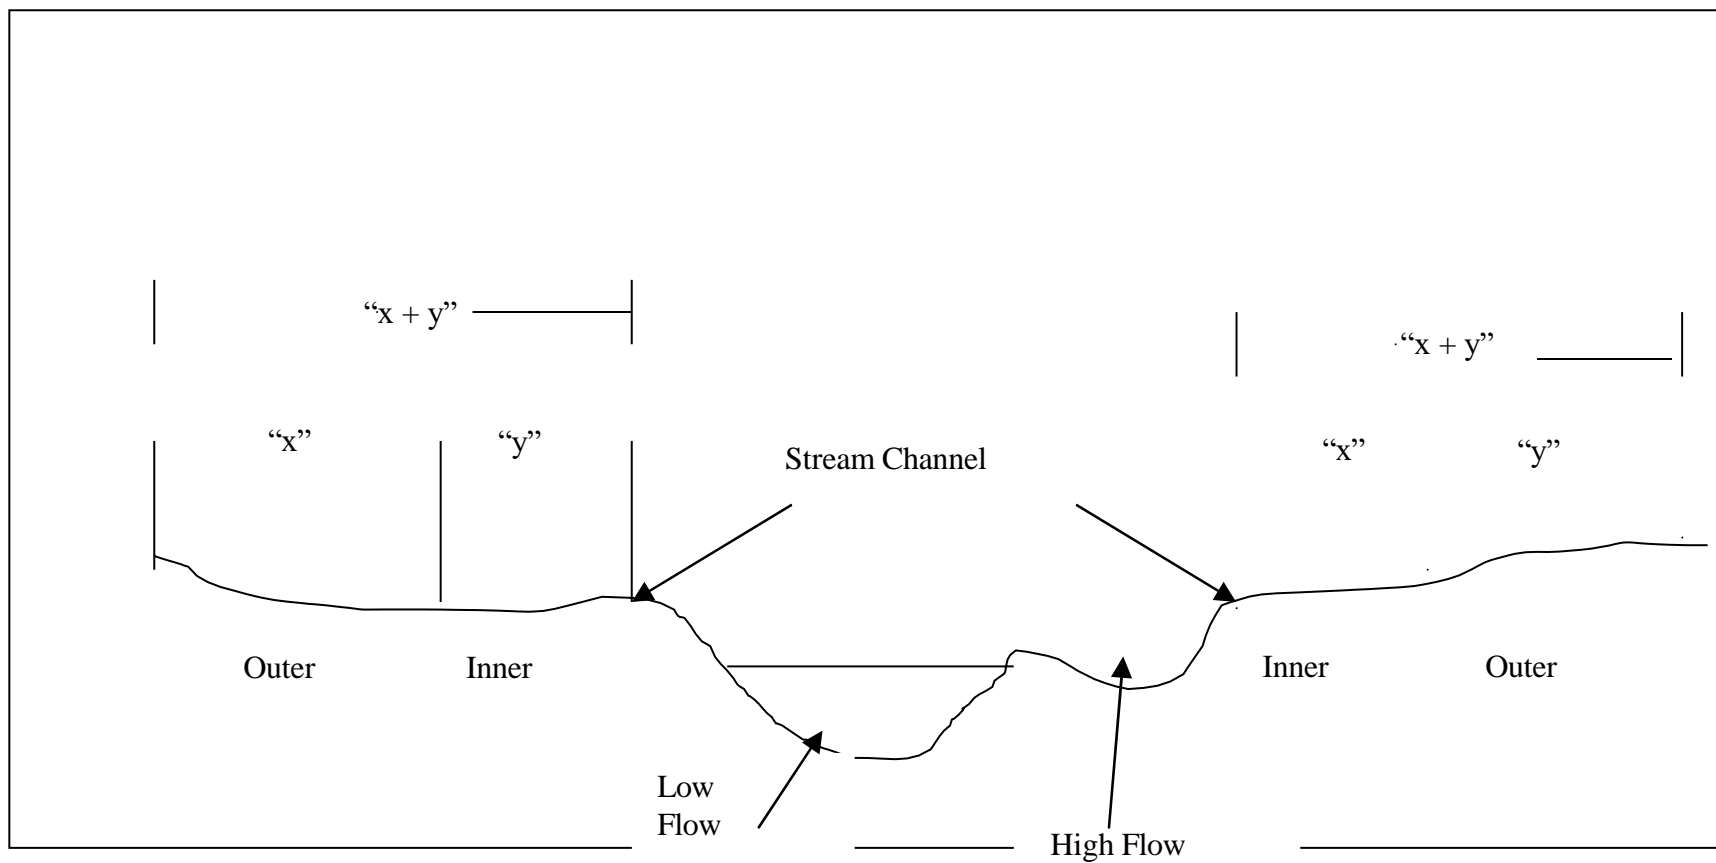 “x + y”
“x + y”
“x”
“y”
Stream Channel
“x”
“y”
Outer
Inner
Inner
Outer
Low
Flow
High Flow